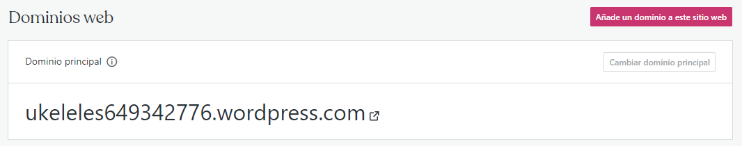 Dominios web
Añade un dominio a este sitio web
Dominio principal
Cambiar dominio principal
ukeleles649342776.wordpress.com